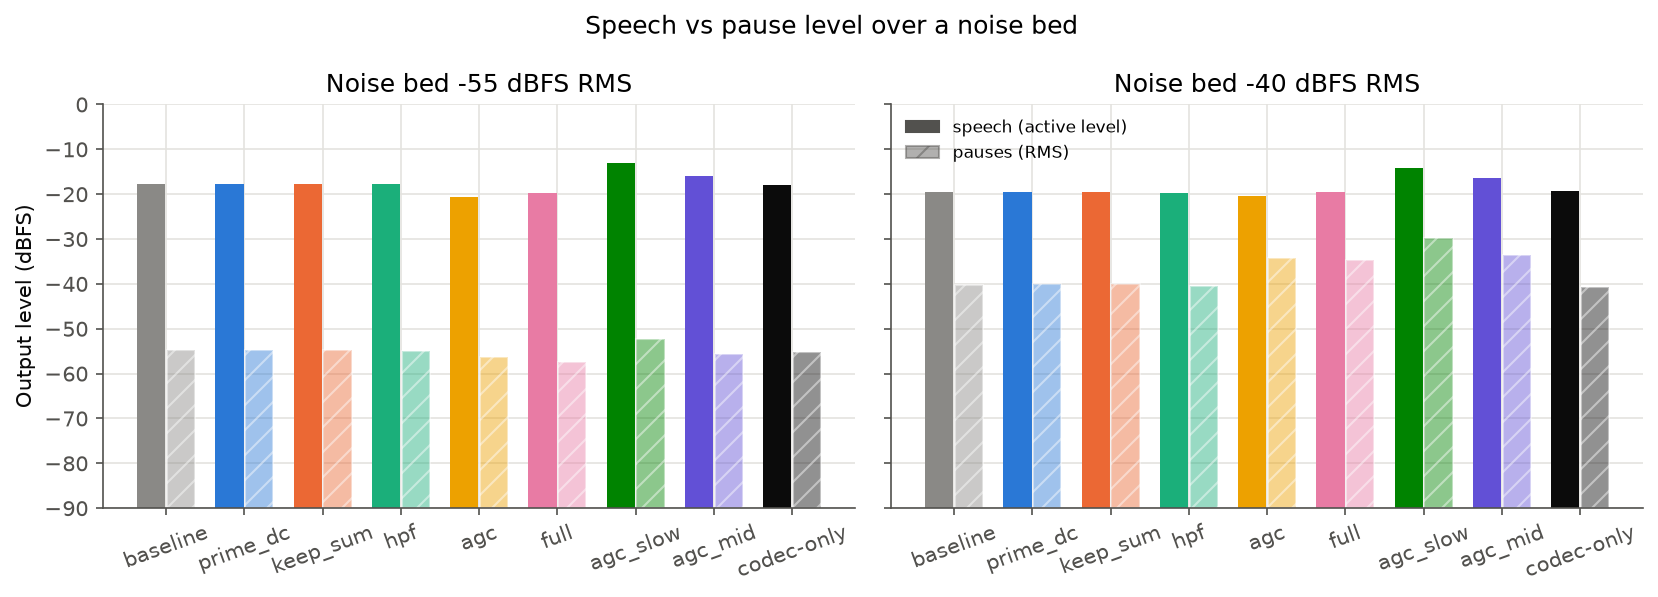 Speech vs pause level over a noise bed
Noise bed -55 dBFS RMS
Output level (dBFS)
0
−10
−20
−30
−40
−50
−60
−70
−80
−90
baseline
prime_dc
keep_sum
hpf
agc
full
agc_slow
agc_mid
codec-only
Noise bed -40 dBFS RMS
speech (active level)
pauses (RMS)
baseline
prime_dc
keep_sum
hpf
agc
full
agc_slow
agc_mid
codec-only